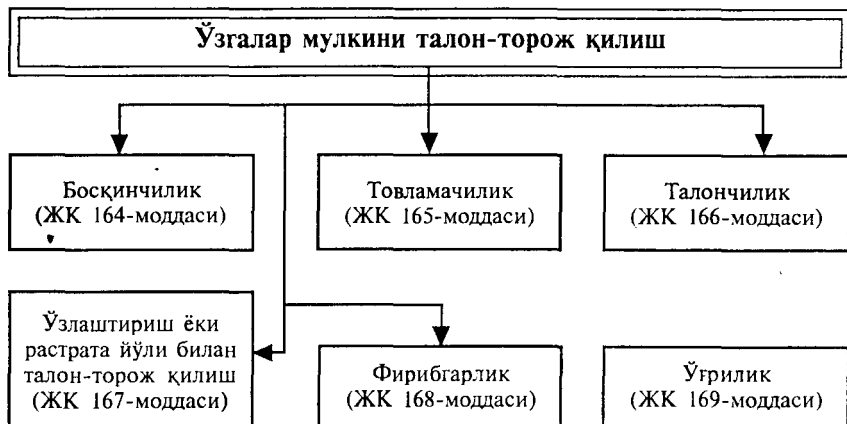 Ўзгалар мулкини талон-торож қилиш
Босқинчилик
(ЖК 164-моддаси)
Товламачилик
(ЖК 165-моддаси)
Талончилик
(ЖК 166-моддаси)
Ўзлаштириш ёки
растрата йўли билан
талон-торож қилиш
(ЖК 167-моддаси)
Фирибгарлик
(ЖК 168-моддаси)
Ўғрилик
(ЖК 169-моддаси)